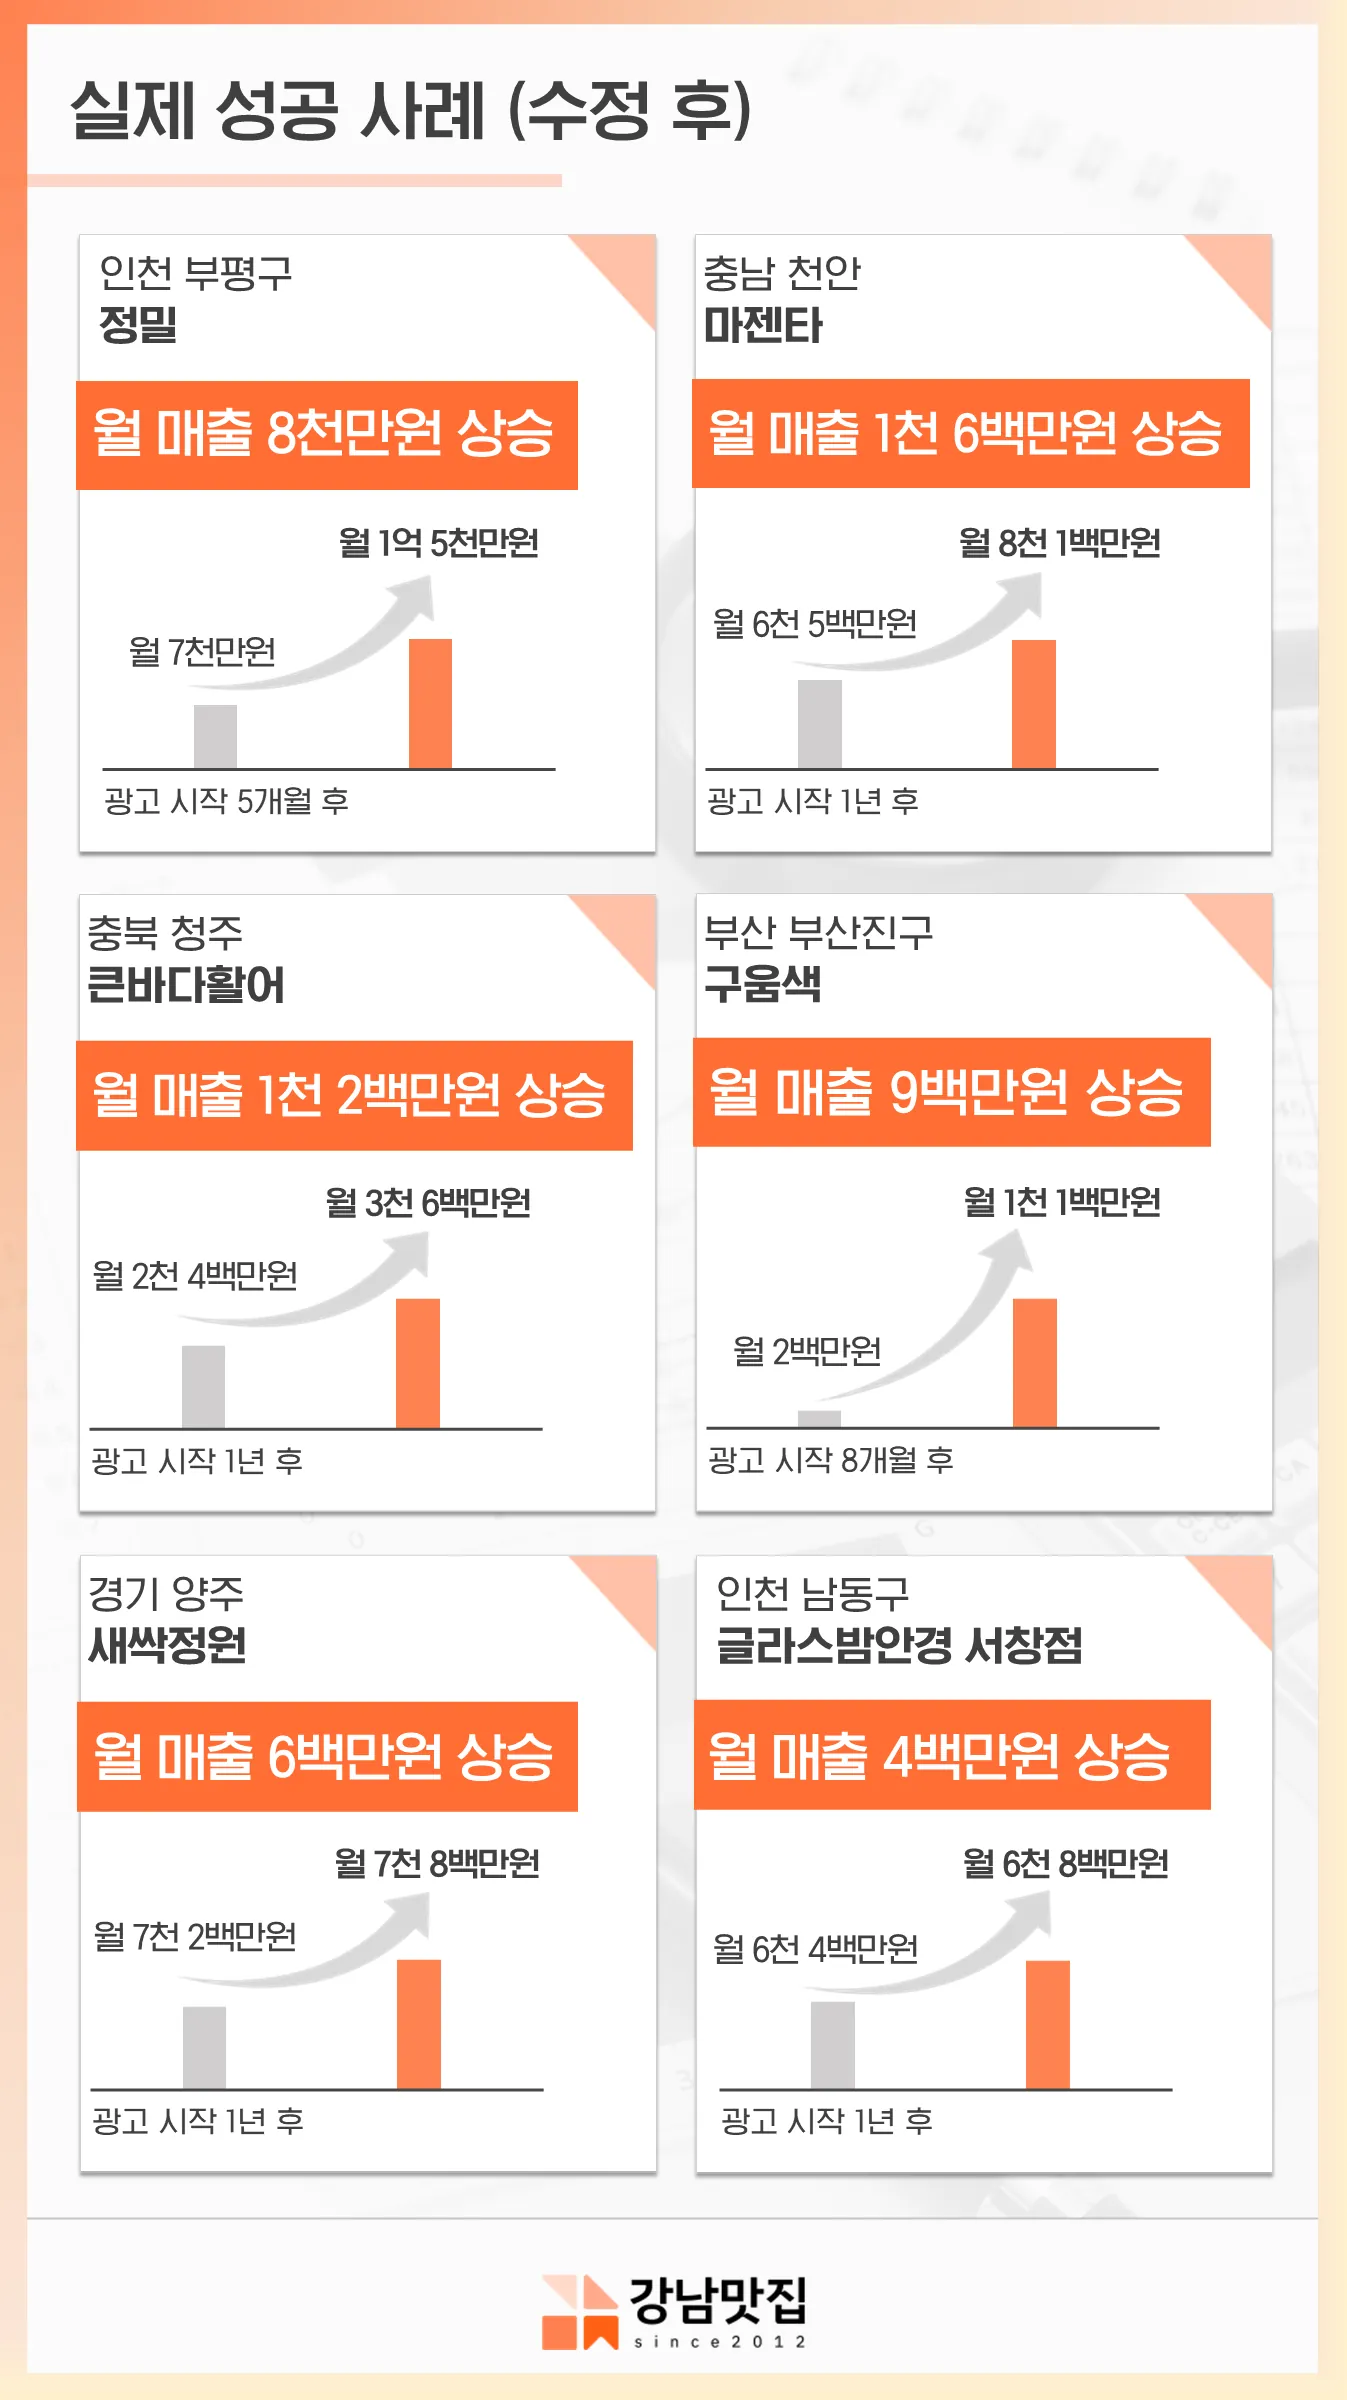 실제 성공 사례 (수정 후)
인천 부평구
정밀
월 매출 8천만원 상승
월 1억 5천만원
월 7천만원
광고 시작 5개월 후
충남 천안
마젠타
월 매출 1천 6백만원 상승
월 8천 1백만원
월 6천 5백만원
광고 시작 1년 후
충북 청주
큰바다활어
월 매출 1천 2백만원 상승
월 3천 6백만원
월 2천 4백만원
광고 시작 1년 후
부산 부산진구
구움색
월 매출 9백만원 상승
월 1천 1백만원
월 2백만원
광고 시작 8개월 후
경기 양주
새싹정원
월 매출 6백만원 상승
월 7천 8백만원
월 7천 2백만원
광고 시작 1년 후
인천 남동구
글라스밤안경 서창점
월 매출 4백만원 상승
월 6천 8백만원
월 6천 4백만원
광고 시작 1년 후
강남맛집
since2012